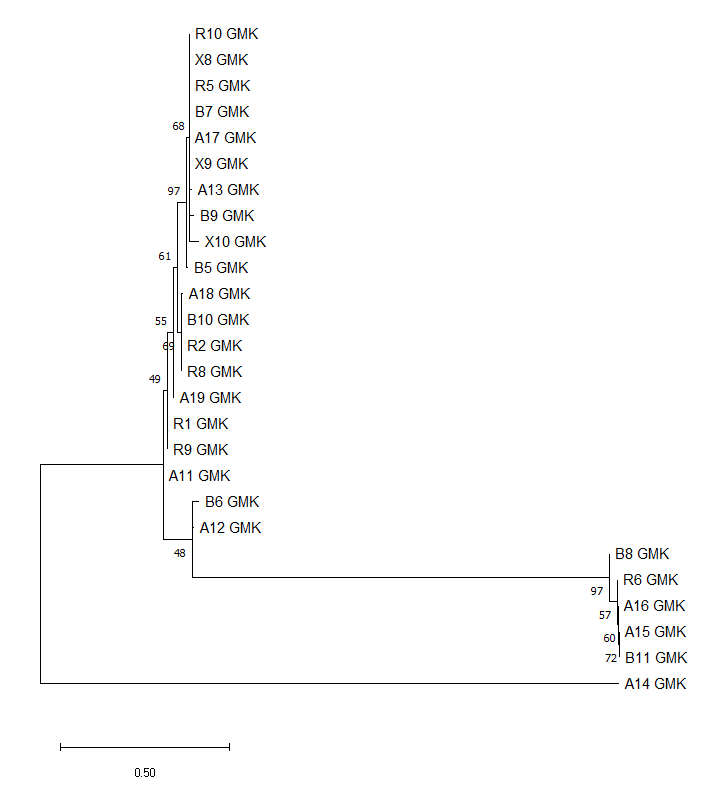 R10 GMK
X8 GMK
R5 GMK
B7 GMK
68
A17 GMK
X9 GMK
97
A13 GMK
B9 GMK
X10 GMK
61
B5 GMK
A18 GMK
55
B10 GMK
69
R2 GMK
49
R8 GMK
A19 GMK
R1 GMK
R9 GMK
A11 GMK
B6 GMK
A12 GMK
48
B8 GMK
R6 GMK
97
A16 GMK
57
A15 GMK
60
72
B11 GMK
A14 GMK
0.50